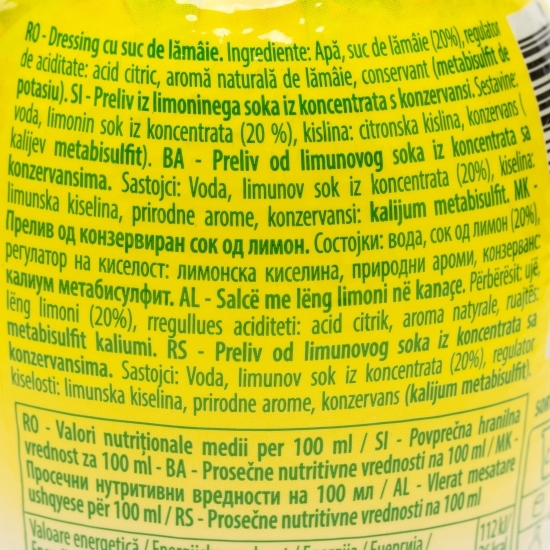 RO - Dressing cu suc de lămâie. Ingrediente: Apă, suc de lămâie (20%), regulator
de aciditate: acid citric, aromă naturală de lămâie, conservant (metabisulfit de
potasiu). SI - Preliv iz limoninega soka iz koncentrata s konzervansi. Sestavine:
voda, limonin sok iz koncentrata (20 %), kislina: citronska kislina, konzervans (
kalijev metabisulfit). BA - Preliv od limunovog soka iz koncentrata sa
konzervansima. Sastojci: Voda, limunov sok iz koncentrata (20%), kiselina:
limunska kiselina, prirodne arome, konzervansi: kalijum metabisulfit. MK -
Прелив од конзервиран сок од лимон. Состојки: вода, сок од лимон (20%),
регулатор на киселост: лимонска киселина, природни ароми, конзерванс:
калиум метабисулфит. AL - Salcë me lëng limoni në kanaçe. Përbërësit: ujë,
lëng limoni (20%), rregullues aciditeti: acid citrik, aroma natyrale, ruajtës:
metabisulfit kaliumi. RS - Preliv od limunovog soka iz koncentrata sa
konzervansima. Sastojci: Voda, limunov sok iz koncentrata (20%), regulator
kiselosti: limunska kiselina, prirodne arome, konzervans (kalijum metabisulfit).
RO - Valori nutriționale medii per 100 ml / SI - Povprečna hranilna
vrednost za 100 ml - BA - Prosečne nutritivne vrednosti na 100 ml / MK -
Просечни нутритивни вредности на 100 мл / AL - Vlerat mesatare
ushqyese për 100 ml / RS - Prosečne nutritivne vrednosti na 100 ml
Valoare energetică / 112 kJ/